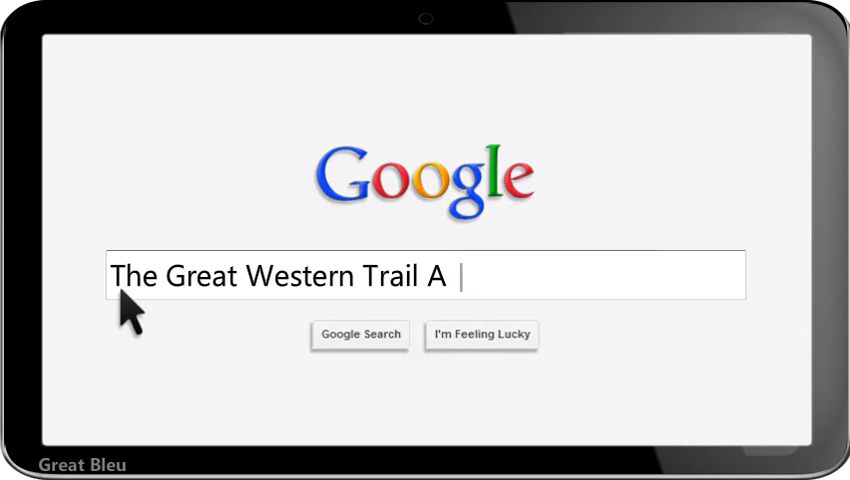 Google
The Great Western Trail A
Google Search
I'm Feeling Lucky
Great Bleu